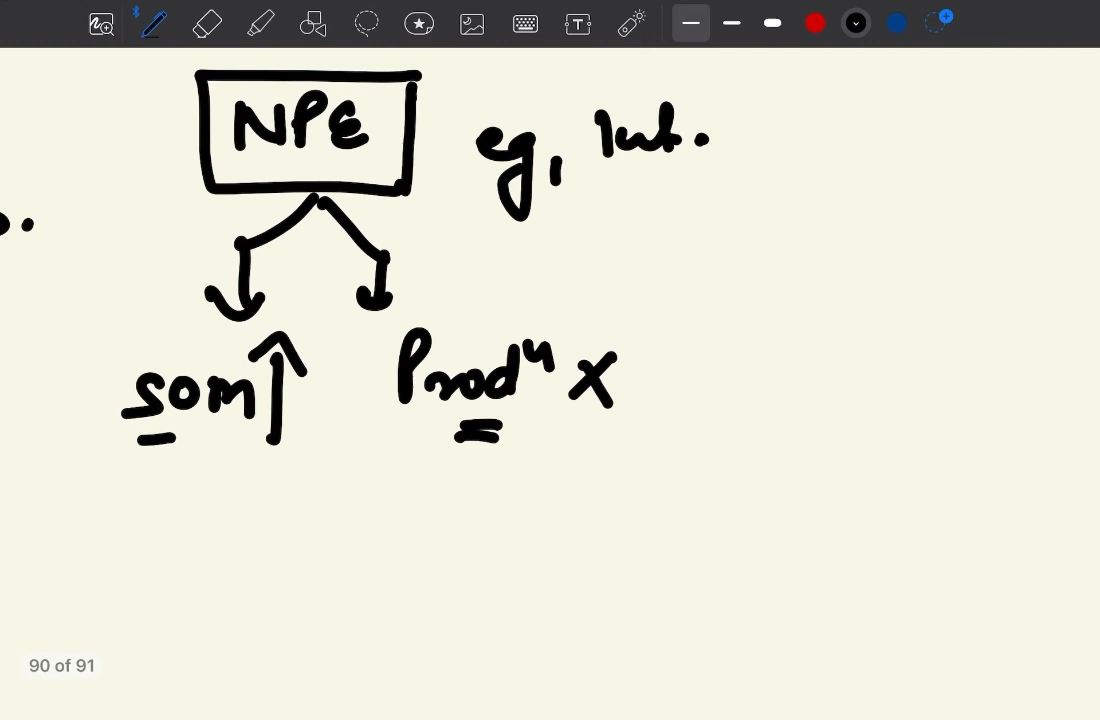 NPE
eg, Int.
som↑ Prodⁿ X
90 of 91